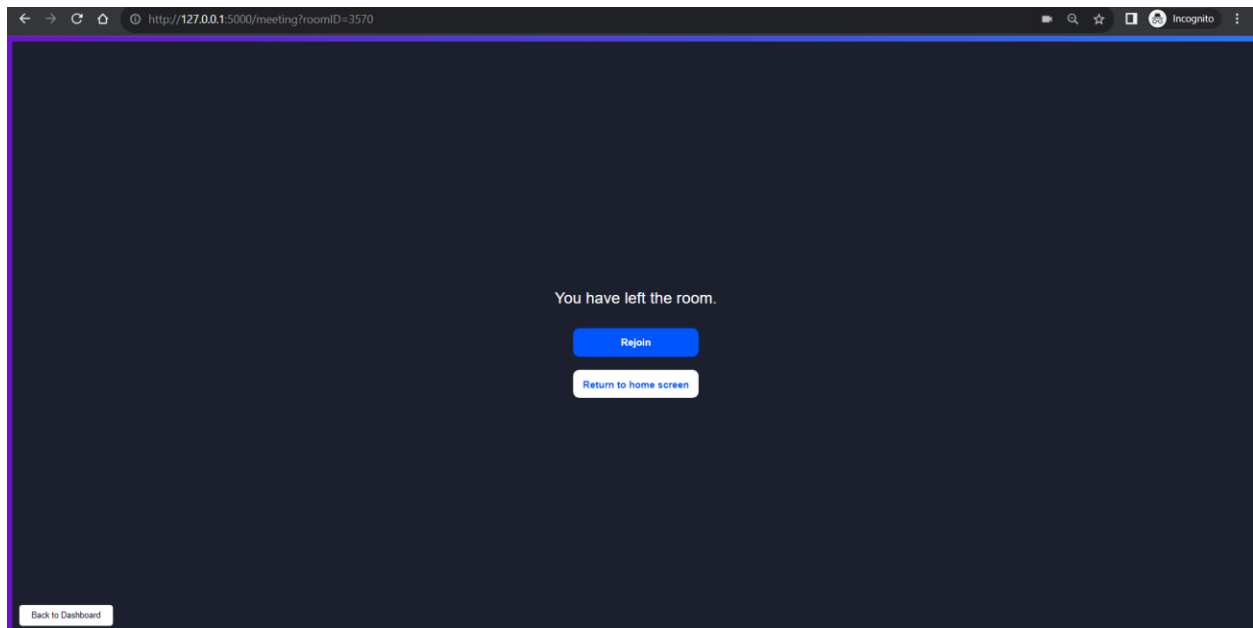 http://127.0.0.1:5000/meeting?roomID=3570
Incognito
You have left the room.
Rejoin
Return to home screen
Back to Dashboard